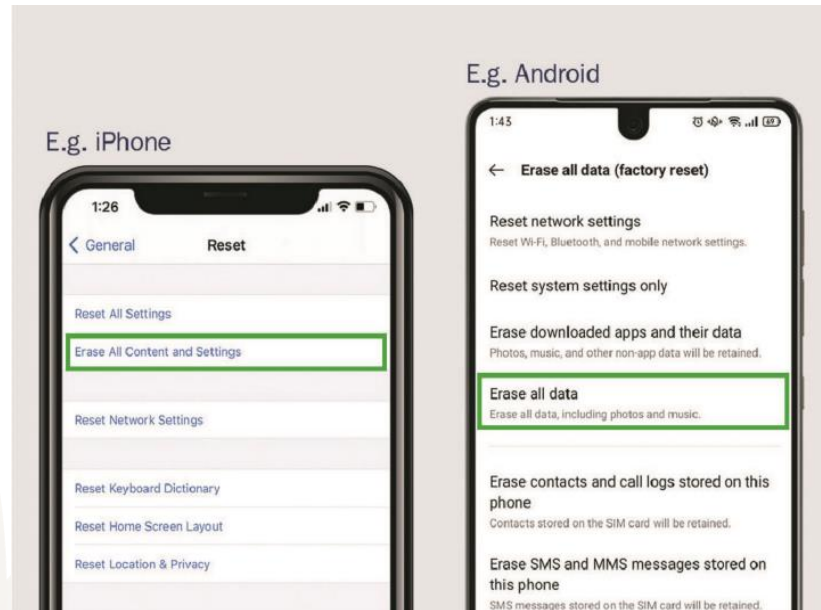 E.g. iPhone
1:26
General
Reset
Reset All Settings
Erase All Content and Settings
Reset Network Settings
Reset Keyboard Dictionary
Reset Home Screen Layout
Reset Location & Privacy
E.g. Android
1:43
69
Erase all data (factory reset)
Reset network settings
Reset Wi-Fi, Bluetooth, and mobile network settings.
Reset system settings only
Erase downloaded apps and their data
Photos, music, and other non-app data will be retained.
Erase all data
Erase all data, including photos and music.
Erase contacts and call logs stored on this
phone
Contacts stored on the SIM card will be retained.
Erase SMS and MMS messages stored on
this phone
SMS messages stored on the SIM card will be retained.